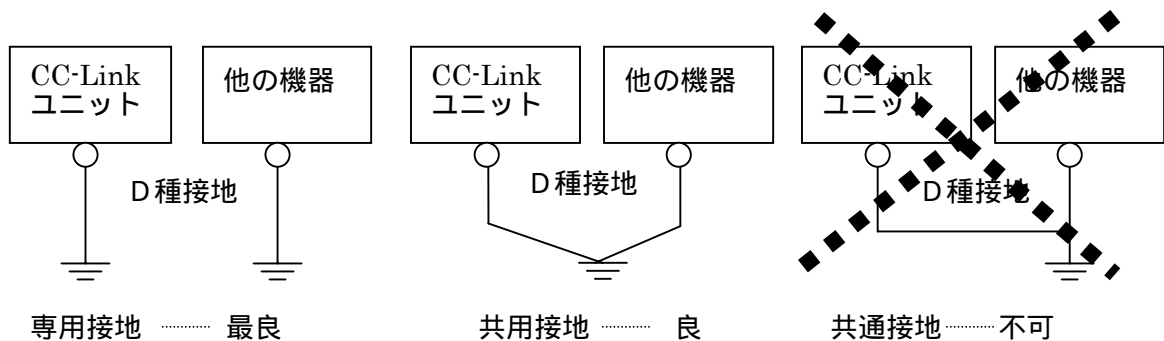 CC-Link
ユニット
他の機器
D種接地
専用接地 ………… 最良
CC-Link
ユニット
他の機器
D種接地
共用接地 ………… 良
CC-Link
ユニット
他の機器
D種接地
共通接地 ………… 不可